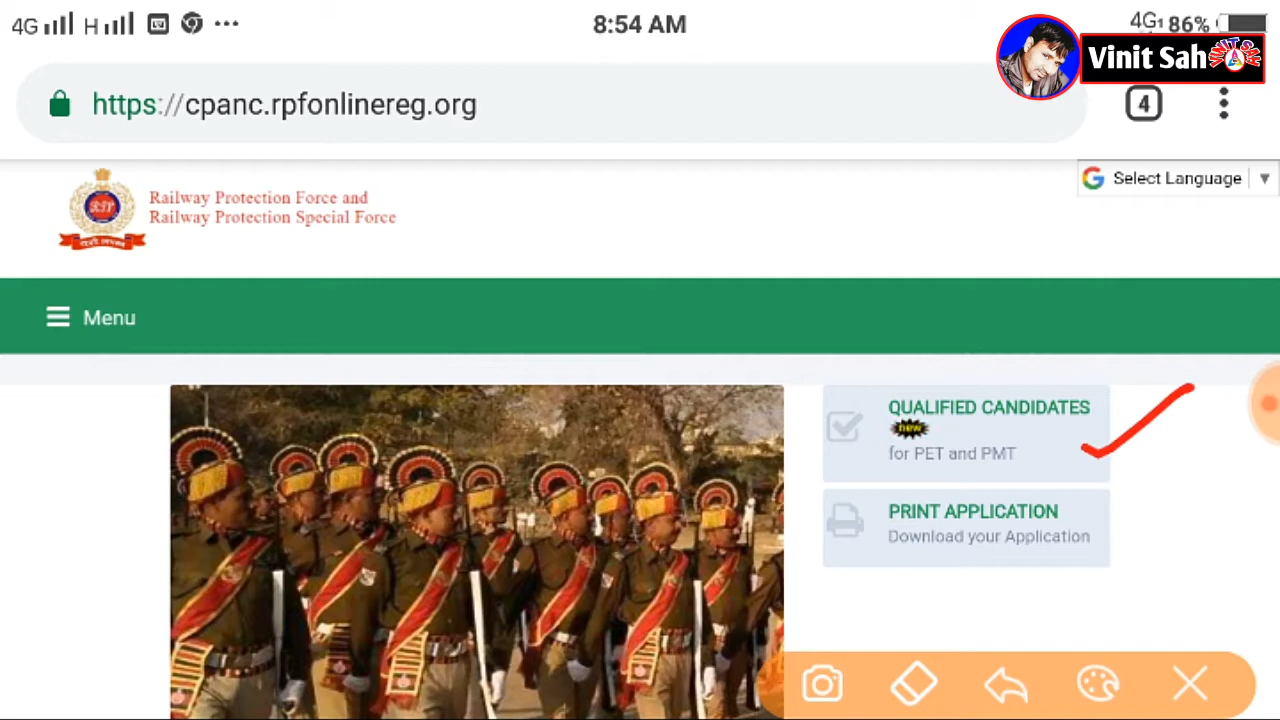 4G H 8:54 AM 4G1 86%
Vinit Sah
https://cpanc.rpfonlinereg.org
4
Railway Protection Force and
Railway Protection Special Force
Select Language
Menu
QUALIFIED CANDIDATES
new
for PET and PMT
PRINT APPLICATION
Download your Application